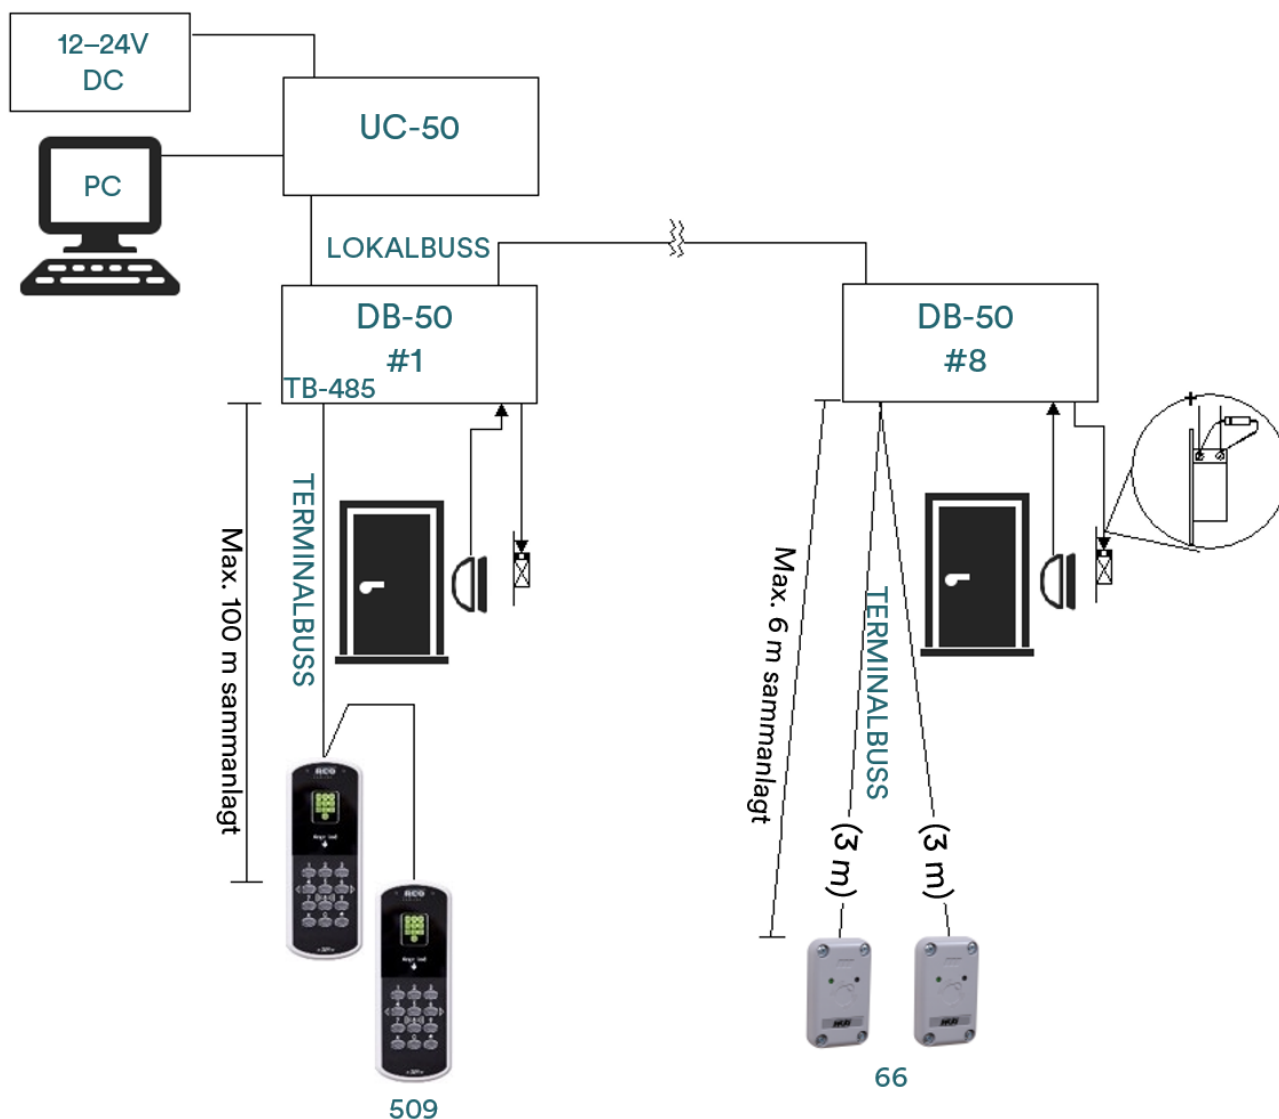 12–24V
DC
UC-50
PC
LOKALBUSS
DB-50
#1
TB-485
DB-50
#8
+
TERMINALBUSS
Max. 100 m sammanlagt
Max. 6 m sammanlagt
TERMINALBUSS
(3 m)
(3 m)
509
66